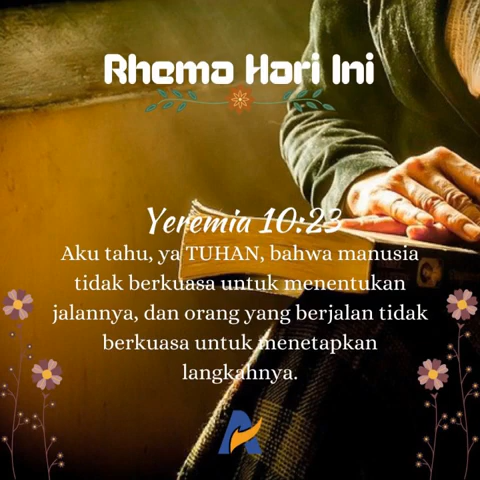 Rhema Hari Ini
Yeremia 10:23
Aku tahu, ya TUHAN, bahwa manusia
tidak berkuasa untuk menentukan
jalannya, dan orang yang berjalan tidak
berkuasa untuk menetapkan
langkahnya.